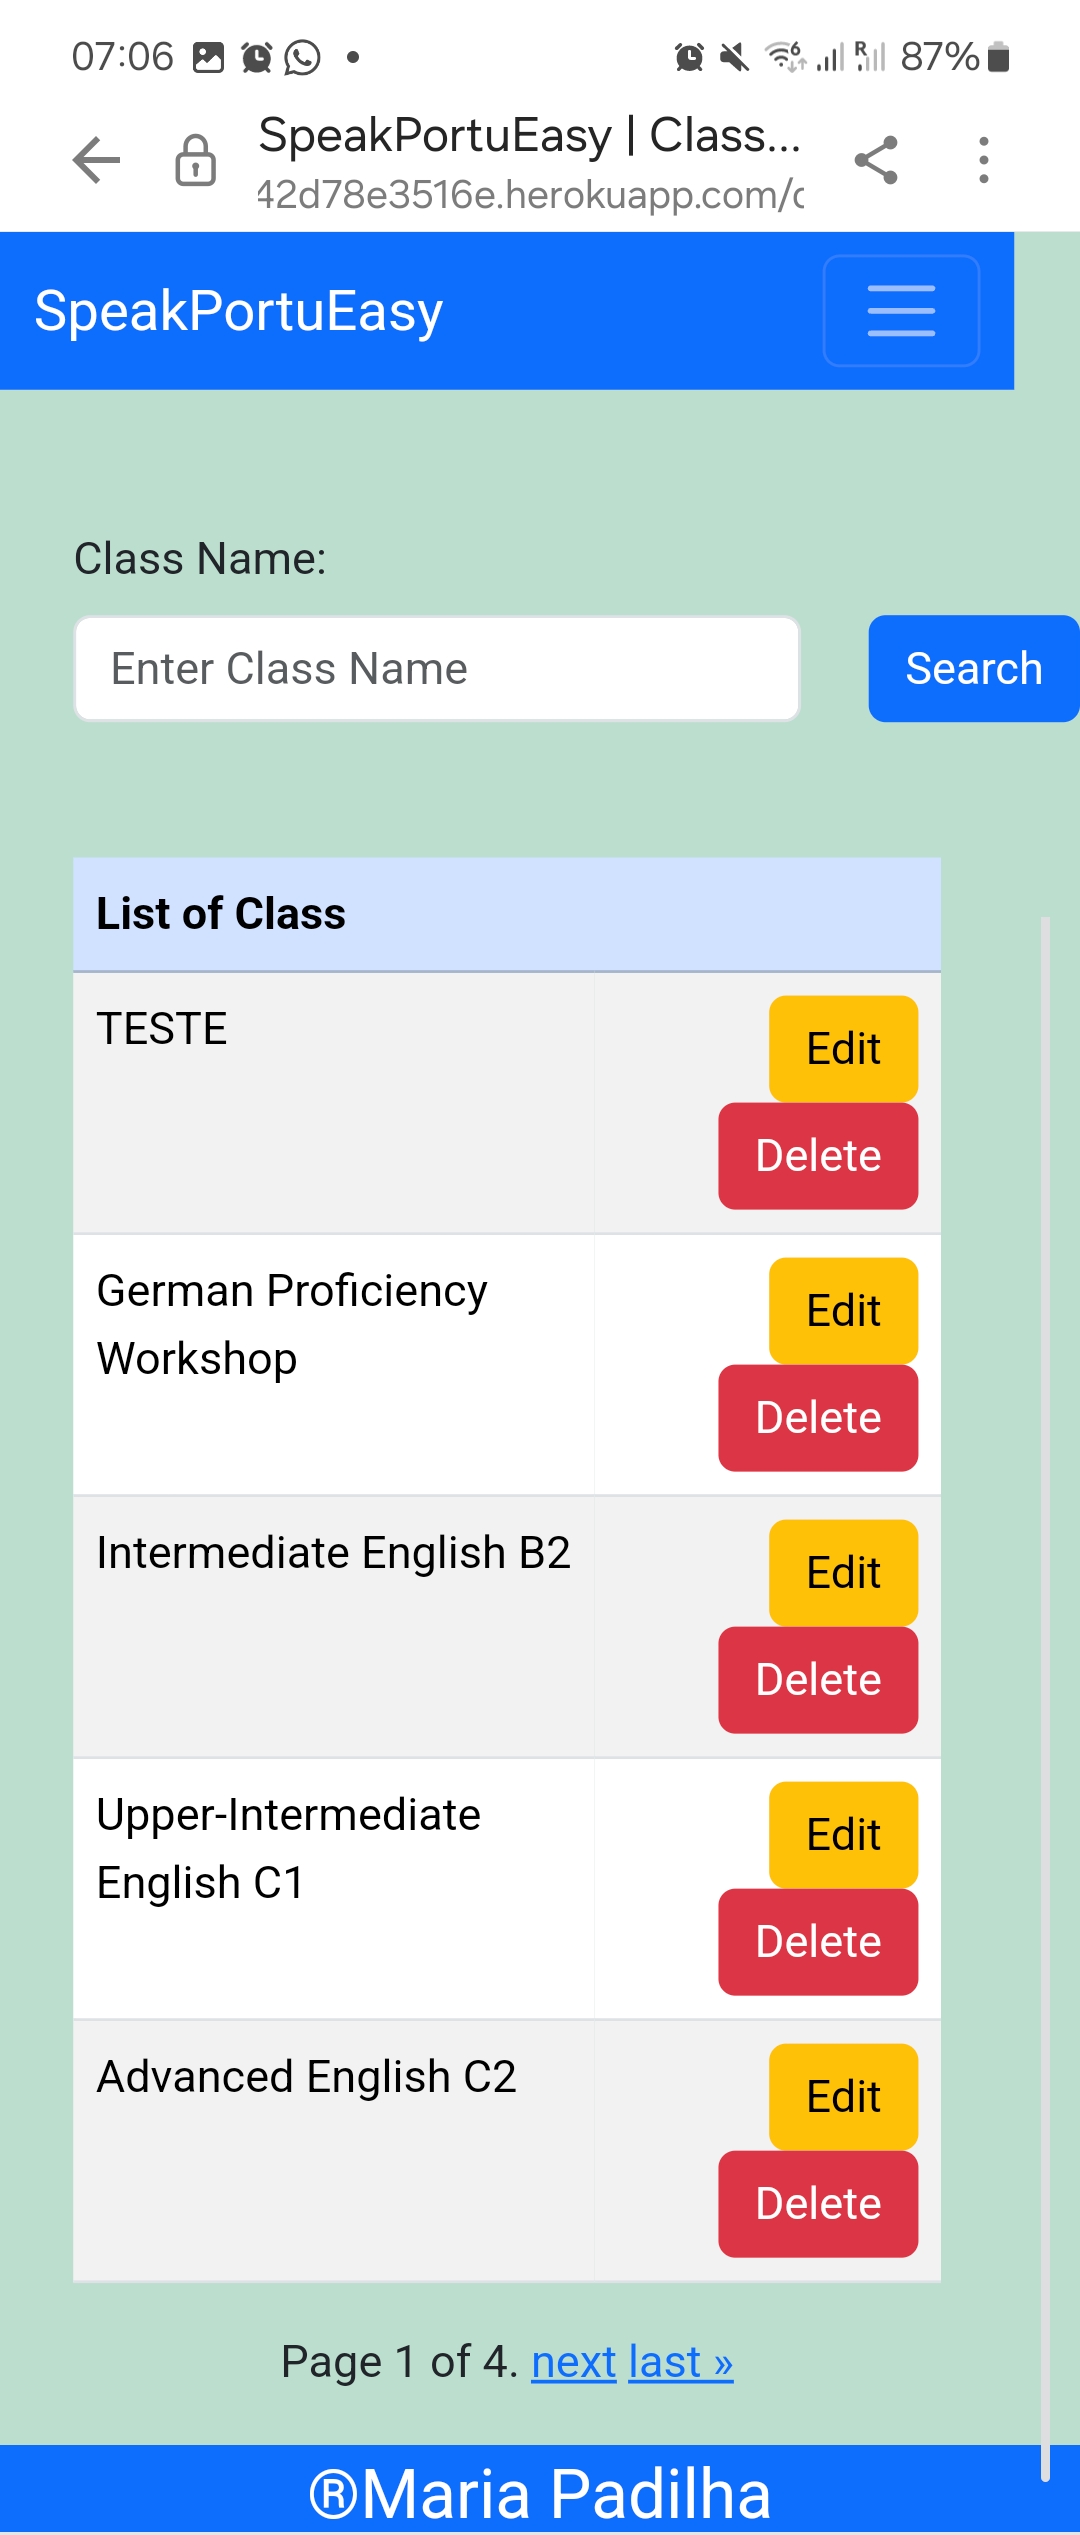 07:06
6
R
87%
SpeakPortuEasy | Class...
42d78e3516e.herokuapp.com/c
SpeakPortuEasy
Class Name:
Enter Class Name
Search
List of Class
TESTE
Edit
Delete
German Proficiency
Workshop
Edit
Delete
Intermediate English B2
Edit
Delete
Upper-Intermediate
English C1
Edit
Delete
Advanced English C2
Edit
Delete
Page 1 of 4. next last »
®Maria Padilha